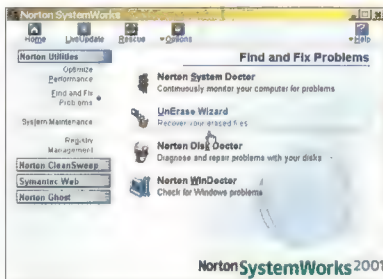 Norton SystemWorks
Home LiveUpdate Rescue Options Help
Norton Utilities
Optimize
Performance
Find and Fix
Problems
System Maintenance
Registry
Management
Norton CleanSweep
Symantec Web
Norton Ghost
Find and Fix Problems
Norton System Doctor
Continuously monitor your computer for problems
UnErase Wizard
Recover your erased files
Norton Disk Doctor
Diagnose and repair problems with your disks
Norton WinDoctor
Check for Windows problems
Norton SystemWorks 2001